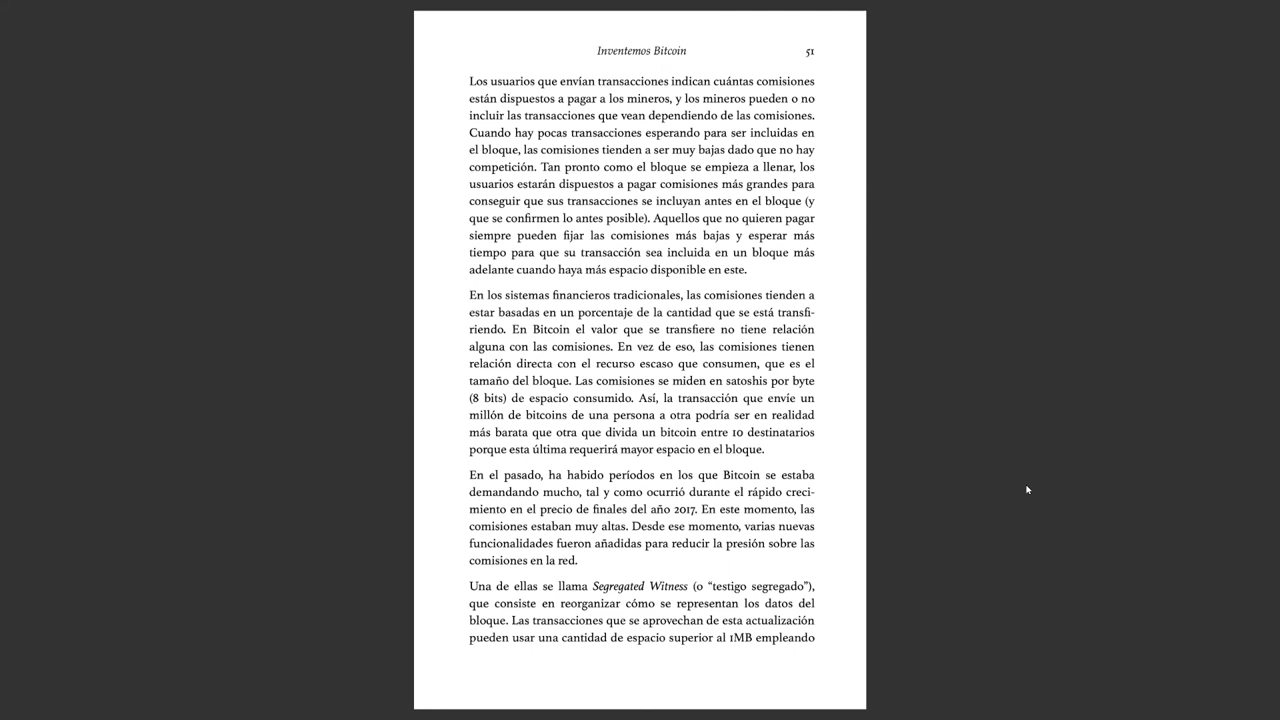 Inventemos Bitcoin 51
Los usuarios que envían transacciones indican cuántas comisiones
están dispuestos a pagar a los mineros, y los mineros pueden o no
incluir las transacciones que vean dependiendo de las comisiones.
Cuando hay pocas transacciones esperando para ser incluidas en
el bloque, las comisiones tienden a ser muy bajas dado que no hay
competición. Tan pronto como el bloque se empieza a llenar, los
usuarios estarán dispuestos a pagar comisiones más grandes para
conseguir que sus transacciones se incluyan antes en el bloque (y
que se confirmen lo antes posible). Aquellos que no quieren pagar
siempre pueden fijar las comisiones más bajas y esperar más
tiempo para que su transacción sea incluida en un bloque más
adelante cuando haya más espacio disponible en este.
En los sistemas financieros tradicionales, las comisiones tienden a
estar basadas en un porcentaje de la cantidad que se está transfi-
riendo. En Bitcoin el valor que se transfiere no tiene relación
alguna con las comisiones. En vez de eso, las comisiones tienen
relación directa con el recurso escaso que consumen, que es el
tamaño del bloque. Las comisiones se miden en satoshis por byte
(8 bits) de espacio consumido. Así, la transacción que envíe un
millón de bitcoins de una persona a otra podría ser en realidad
más barata que otra que divida un bitcoin entre 10 destinatarios
porque esta última requerirá mayor espacio en el bloque.
En el pasado, ha habido períodos en los que Bitcoin se estaba
demandando mucho, tal y como ocurrió durante el rápido creci-
miento en el precio de finales del año 2017. En este momento, las
comisiones estaban muy altas. Desde ese momento, varias nuevas
funcionalidades fueron añadidas para reducir la presión sobre las
comisiones en la red.
Una de ellas se llama Segregated Witness (o “testigo segregado”),
que consiste en reorganizar cómo se representan los datos del
bloque. Las transacciones que se aprovechan de esta actualización
pueden usar una cantidad de espacio superior al 1MB empleando